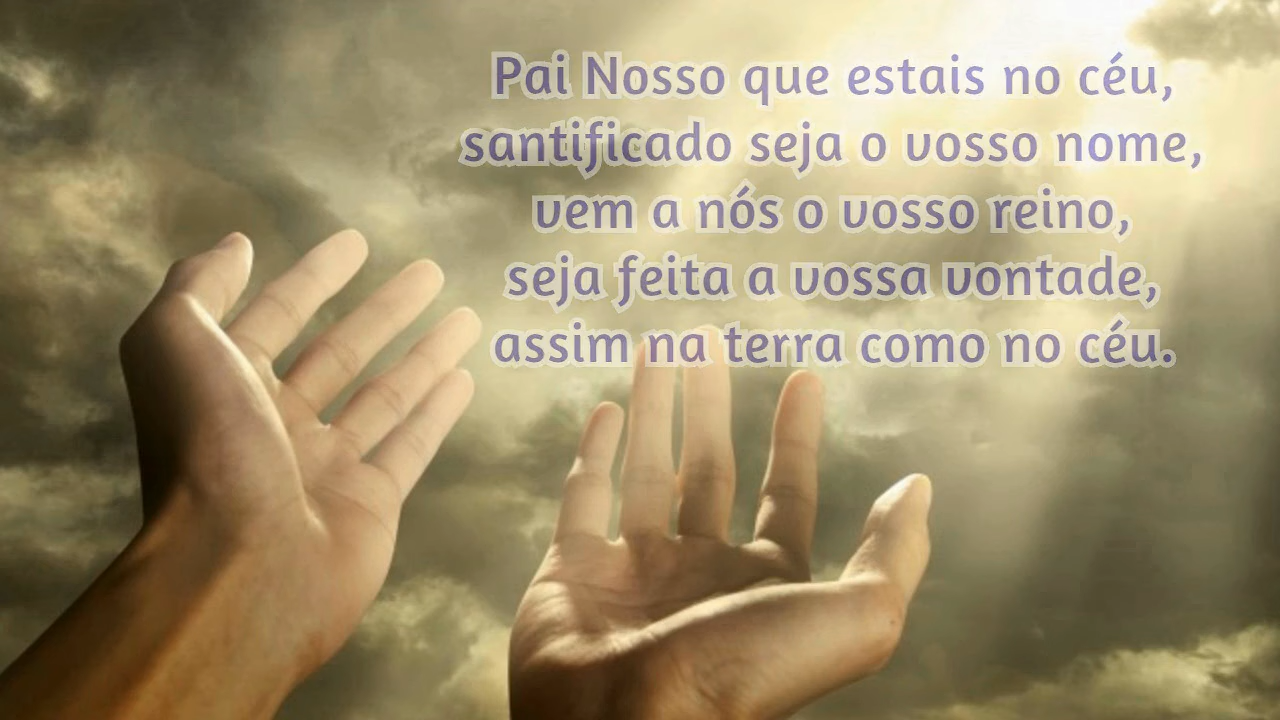 Pai Nosso que estais no céu,
santificado seja o vosso nome,
vem a nós o vosso reino,
seja feita a vossa vontade,
assim na terra como no céu.